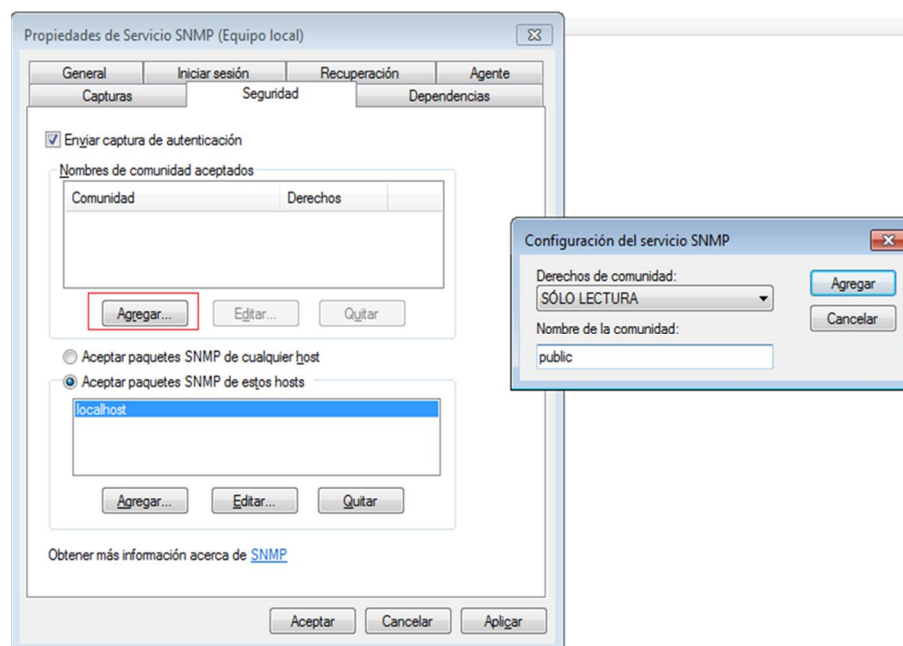 Propiedades de Servicio SNMP (Equipo local)
General Iniciar sesión Recuperación Agente
Capturas Seguridad Dependencias
Enviar captura de autenticación
Nombres de comunidad aceptados
Comunidad Derechos
Agregar... Editar... Quitar
Aceptar paquetes SNMP de cualquier host
Aceptar paquetes SNMP de estos hosts
localhost
Agregar... Editar... Quitar
Obtener más información acerca de SNMP
Aceptar Cancelar Aplicar
Configuración del servicio SNMP
Derechos de comunidad:
SÓLO LECTURA
Agregar
Nombre de la comunidad:
Cancelar
public